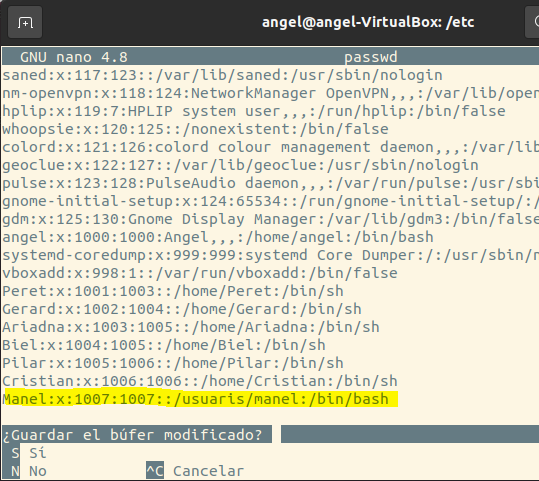 angel@angel-VirtualBox: /etc
GNU nano 4.8 passwd
saned:x:117:123::/var/lib/saned:/usr/sbin/nologin
nm-openvpn:x:118:124:NetworkManager OpenVPN,,,:/var/lib/open
hplip:x:119:7:HPLIP system user,,,:/run/hplip:/bin/false
whoopsie:x:120:125::/nonexistent:/bin/false
colord:x:121:126:colord colour management daemon,,,:/var/lib
geoclue:x:122:127::/var/lib/geoclue:/usr/sbin/nologin
pulse:x:123:128:PulseAudio daemon,,,:/var/run/pulse:/usr/sbi
gnome-initial-setup:x:124:65534::/run/gnome-initial-setup/:/
gdm:x:125:130:Gnome Display Manager:/var/lib/gdm3:/bin/false
angel:x:1000:1000:Angel,,,:/home/angel:/bin/bash
systemd-coredump:x:999:999:systemd Core Dumper:/:/usr/sbin/n
vboxadd:x:998:1::/var/run/vboxadd:/bin/false
Peret:x:1001:1003::/home/Peret:/bin/sh
Gerard:x:1002:1004::/home/Gerard:/bin/sh
Ariadna:x:1003:1005::/home/Ariadna:/bin/sh
Biel:x:1004:1005::/home/Biel:/bin/sh
Pilar:x:1005:1006::/home/Pilar:/bin/sh
Cristian:x:1006:1006::/home/Cristian:/bin/sh
Manel:x:1007:1007::/usuaris/manel:/bin/bash
¿Guardar el búfer modificado?
S Sí
N No ^C Cancelar